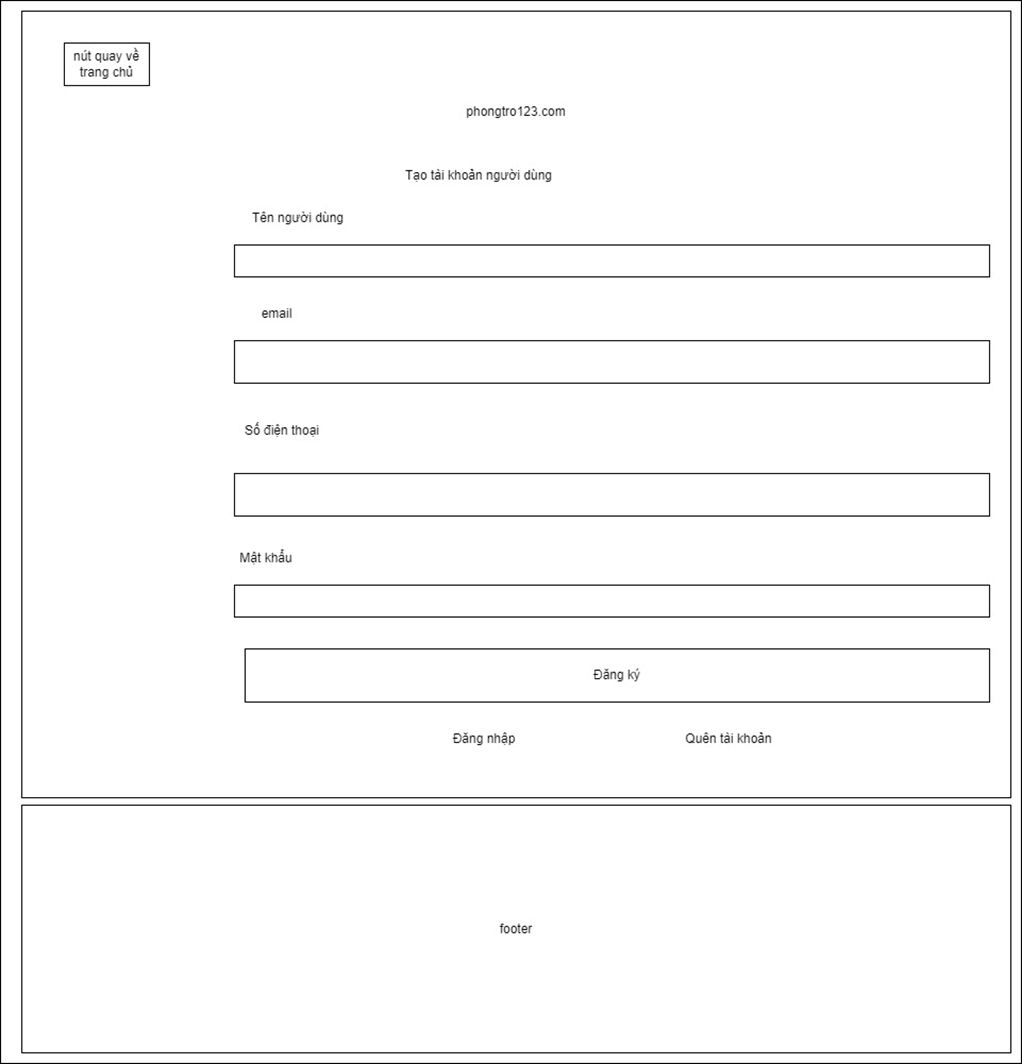 nút quay về
trang chủ
phongtro123.com
Tạo tài khoản người dùng
Tên người dùng
email
Số điện thoại
Mật khẩu
Đăng ký
Đăng nhập
Quên tài khoản
footer